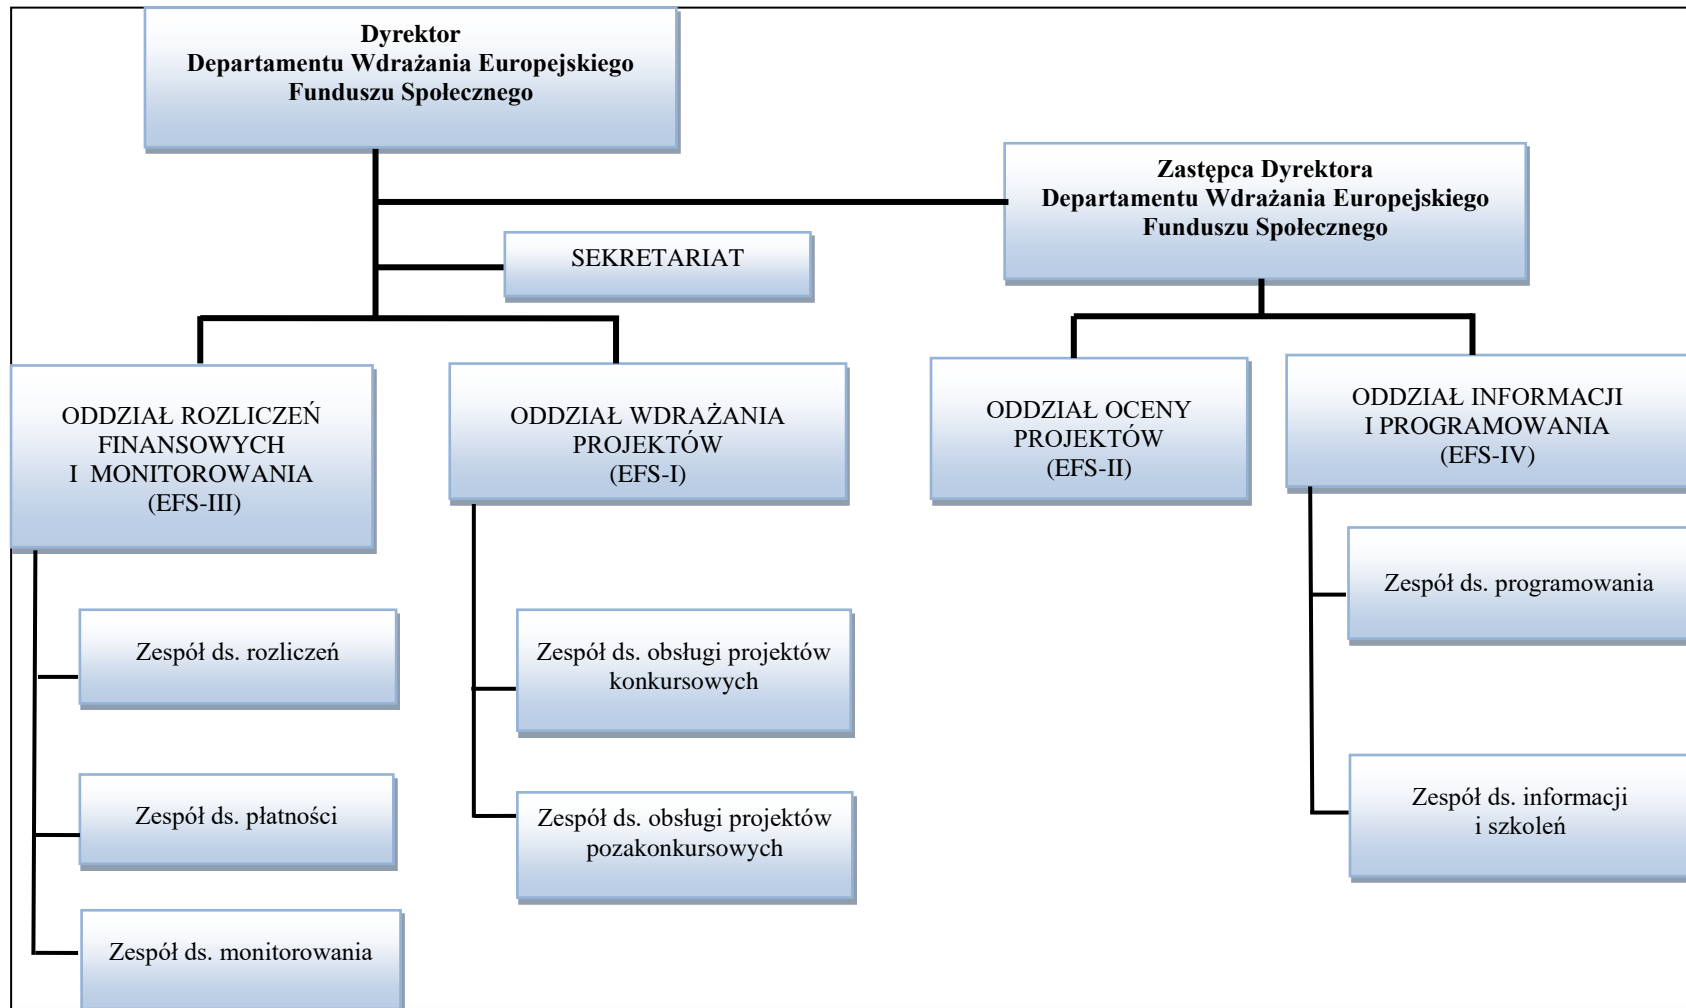 Dyrektor
Departamentu Wdrażania Europejskiego
Funduszu Społecznego
Zastępca Dyrektora
Departamentu Wdrażania Europejskiego
Funduszu Społecznego
SEKRETARIAT
ODDZIAŁ ROZLICZEŃ
FINANSOWYCH
I MONITOROWANIA
(EFS-III)
ODDZIAŁ WDRAŻANIA
PROJEKTÓW
(EFS-I)
ODDZIAŁ OCENY
PROJEKTÓW
(EFS-II)
ODDZIAŁ INFORMACJI
I PROGRAMOWANIA
(EFS-IV)
Zespół ds. rozliczeń
Zespół ds. płatności
Zespół ds. monitorowania
Zespół ds. obsługi projektów
konkursowych
Zespół ds. obsługi projektów
pozakonkursowych
Zespół ds. programowania
Zespół ds. informacji
i szkoleń